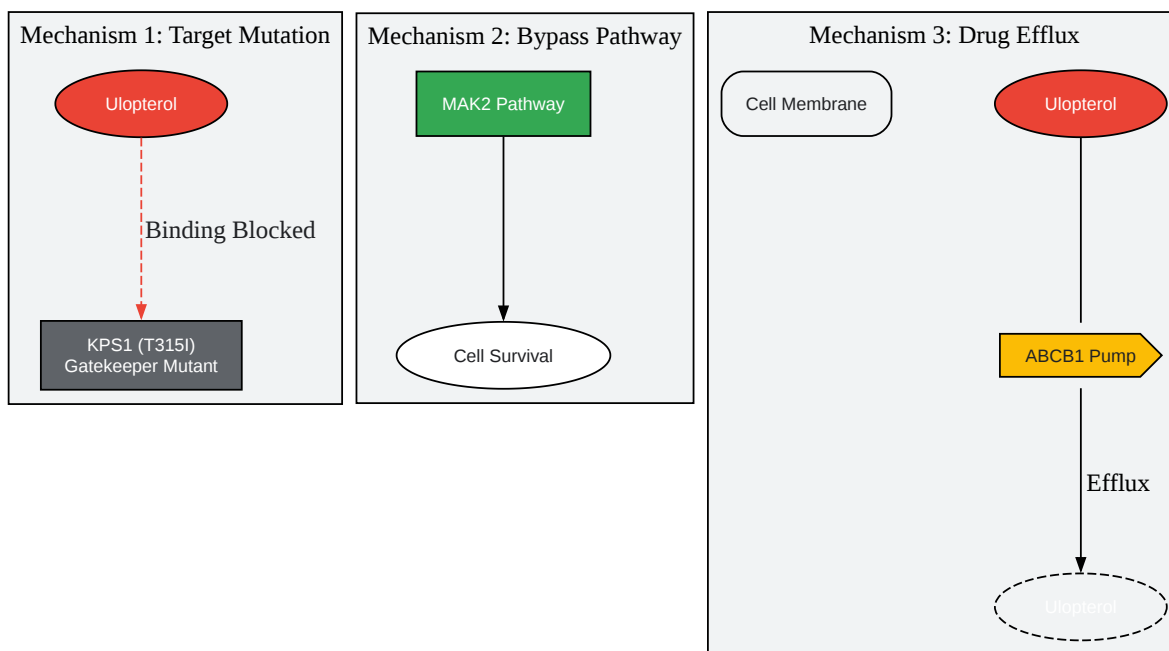 Mechanism 1: Target Mutation
Ulopterol
Binding Blocked
KPS1 (T315I)
Gatekeeper Mutant
Mechanism 2: Bypass Pathway
MAK2 Pathway
Cell Survival
Mechanism 3: Drug Efflux
Cell Membrane
Ulopterol
ABCB1 Pump
Efflux
Ulopterol